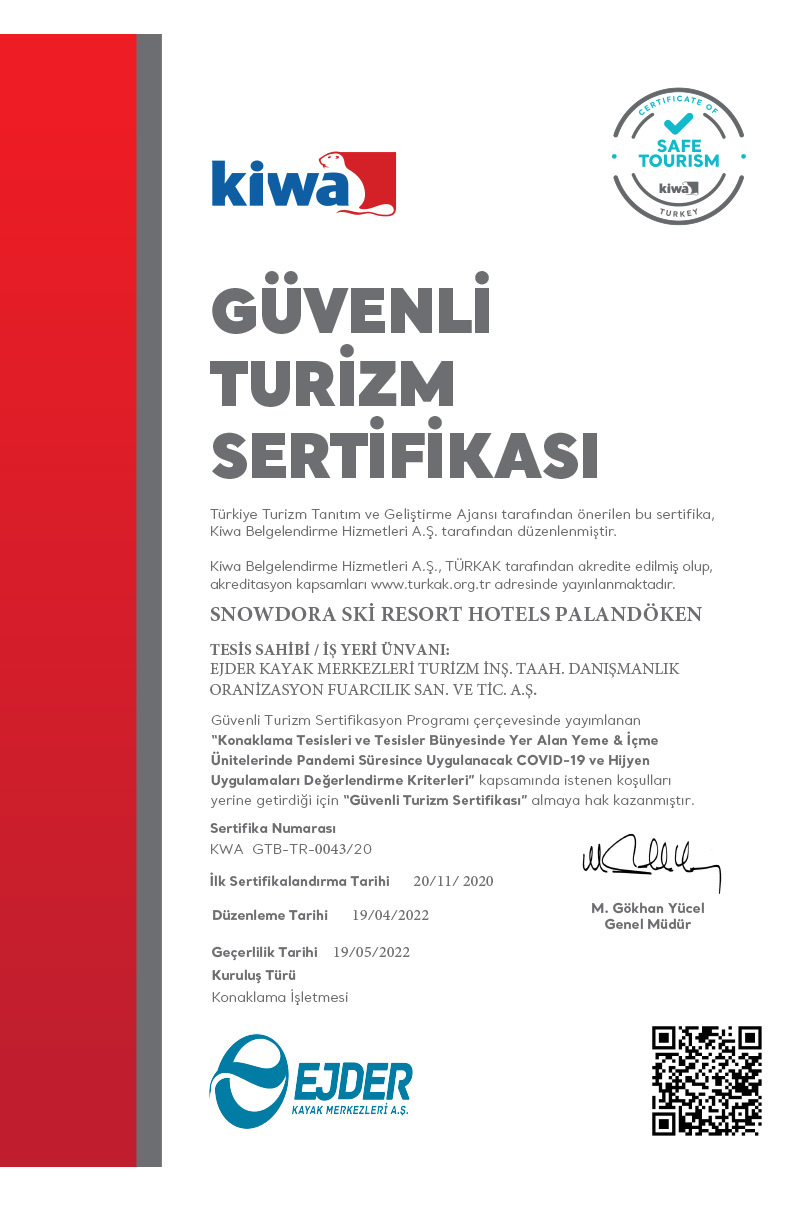 CERTIFICATE OF
SAFE
TOURISM
kiwa
TURKEY
kiwa
GÜVENLİ
TURİZM
SERTİFİKASI
Türkiye Turizm Tanıtım ve Geliştirme Ajansı tarafından önerilen bu sertifika,
Kiwa Belgelendirme Hizmetleri A.Ş. tarafından düzenlenmiştir.
Kiwa Belgelendirme Hizmetleri A.Ş., TÜRKAK tarafından akredite edilmiş olup,
akreditasyon kapsamları www.turkak.org.tr adresinde yayınlanmaktadır.
SNOWDORA SKİ RESORT HOTELS PALANDÖKEN
TESİS SAHİBİ / İŞ YERİ ÜNVANI:
EJDER KAYAK MERKEZLERİ TURİZM İNŞ. TAAH. DANIŞMANLIK
ORANİZASYON FUARCILIK SAN. VE TİC. A.Ş.
Güvenli Turizm Sertifikasyon Programı çerçevesinde yayımlanan
“Konaklama Tesisleri ve Tesisler Bünyesinde Yer Alan Yeme & İçme
Ünitelerinde Pandemi Süresince Uygulanacak COVID-19 ve Hijyen
Uygulamaları Değerlendirme Kriterleri” kapsamında istenen koşulları
yerine getirdiği için “Güvenli Turizm Sertifikası” almaya hak kazanmıştır.
Sertifika Numarası
KWA GTB-TR-0043/20
İlk Sertifikalandırma Tarihi 20/11/ 2020
Düzenleme Tarihi 19/04/2022
Geçerlilik Tarihi 19/05/2022
Kuruluş Türü
Konaklama İşletmesi
M. Gökhan Yücel
Genel Müdür
EJDER
KAYAK MERKEZLERİ A.Ş.